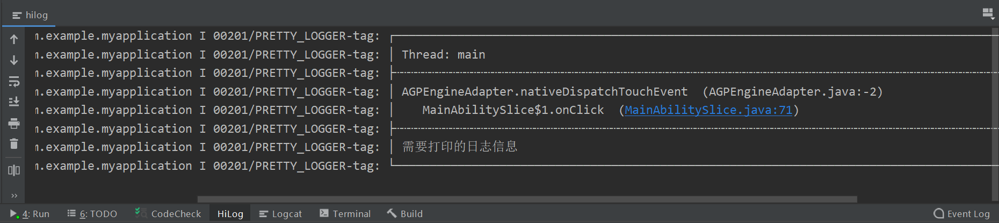 hilog
m.example.myapplication I 00201/PRETTY_LOGGER-tag:
m.example.myapplication I 00201/PRETTY_LOGGER-tag: │ Thread: main
m.example.myapplication I 00201/PRETTY_LOGGER-tag:
m.example.myapplication I 00201/PRETTY_LOGGER-tag: │ AGPEngineAdapter.nativeDispatchTouchEvent (AGPEngineAdapter.java:-2)
m.example.myapplication I 00201/PRETTY_LOGGER-tag: │ MainAbilitySlice$1.onClick (MainAbilitySlice.java:71)
m.example.myapplication I 00201/PRETTY_LOGGER-tag:
m.example.myapplication I 00201/PRETTY_LOGGER-tag: │ 需要打印的日志信息
m.example.myapplication I 00201/PRETTY_LOGGER-tag:
4: Run 6: TODO CodeCheck HiLog Logcat Terminal Build Event Log